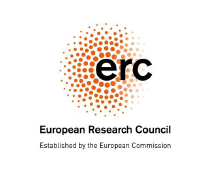 erc
European Research Council
Established by the European Commission